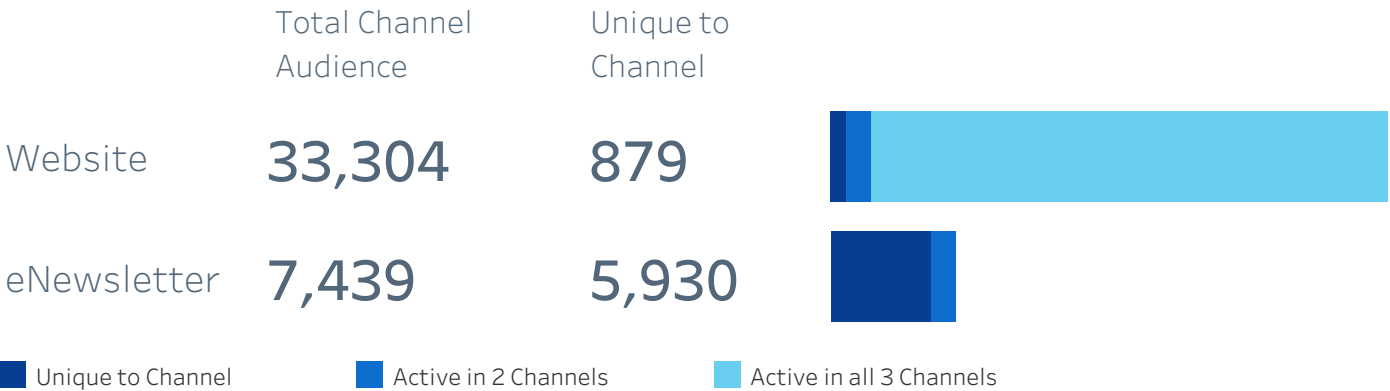 Total Channel
Audience
Unique to
Channel
Website 33,304 879
eNewsletter 7,439 5,930
Unique to Channel Active in 2 Channels Active in all 3 Channels